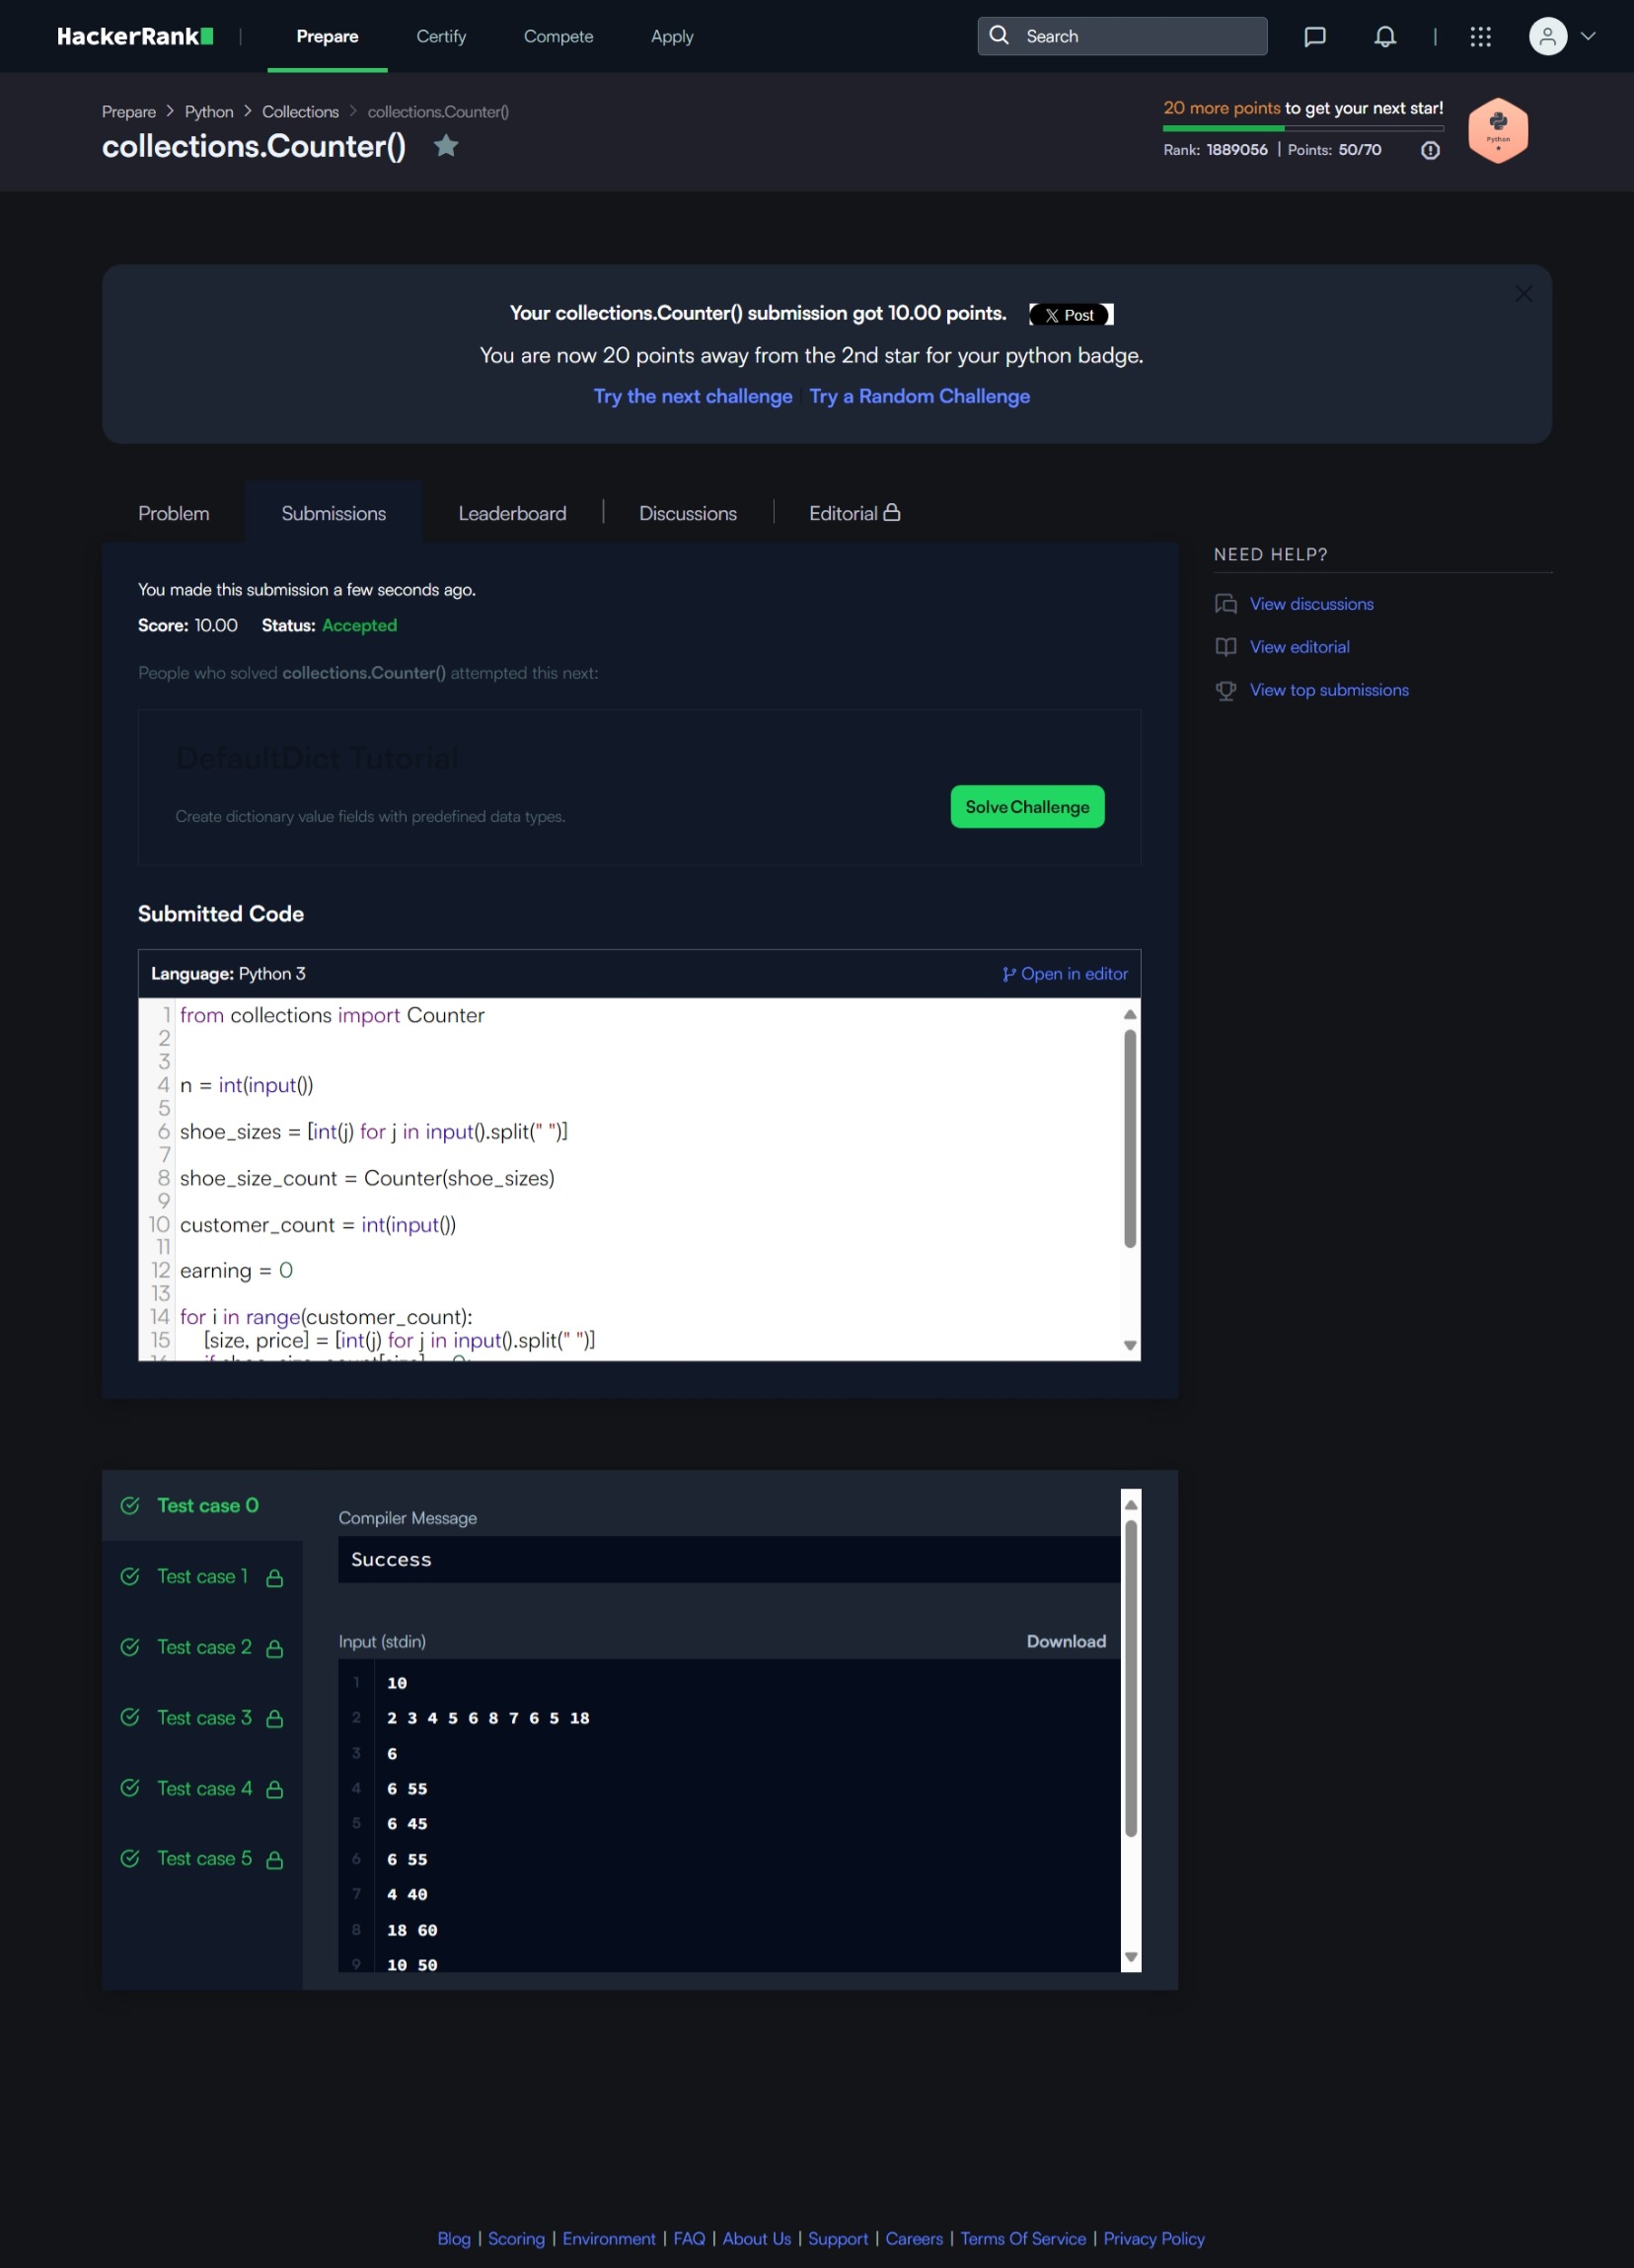 HackerRank
Prepare
Certify
Compete
Apply
Search
Prepare > Python > Collections > collections.Counter()
collections.Counter()
20 more points to get your next star!
Rank: 1889056 | Points: 50/70
Python
Your collections.Counter() submission got 10.00 points.
Post
You are now 20 points away from the 2nd star for your python badge.
Try the next challenge | Try a Random Challenge
Problem
Submissions
Leaderboard
Discussions
Editorial
NEED HELP?
View discussions
View editorial
View top submissions
You made this submission a few seconds ago.
Score: 10.00 Status: Accepted
People who solved collections.Counter() attempted this next:
DefaultDict Tutorial
Create dictionary value fields with predefined data types.
Solve Challenge
Submitted Code
Language: Python 3
Open in editor
1 from collections import Counter
2
3
4 n = int(input())
5
6 shoe_sizes = [int(j) for j in input().split(" ")]
7
8 shoe_size_count = Counter(shoe_sizes)
9
10 customer_count = int(input())
11
12 earning = 0
13
14 for i in range(customer_count):
15 [size, price] = [int(j) for j in input().split(" ")]
Test case 0
Test case 1
Test case 2
Test case 3
Test case 4
Test case 5
Compiler Message
Success
Input (stdin)
Download
1 10
2 2 3 4 5 6 8 7 6 5 18
3 6
4 6 55
5 6 45
6 6 55
7 4 40
8 18 60
9 10 50
Blog | Scoring | Environment | FAQ | About Us | Support | Careers | Terms Of Service | Privacy Policy